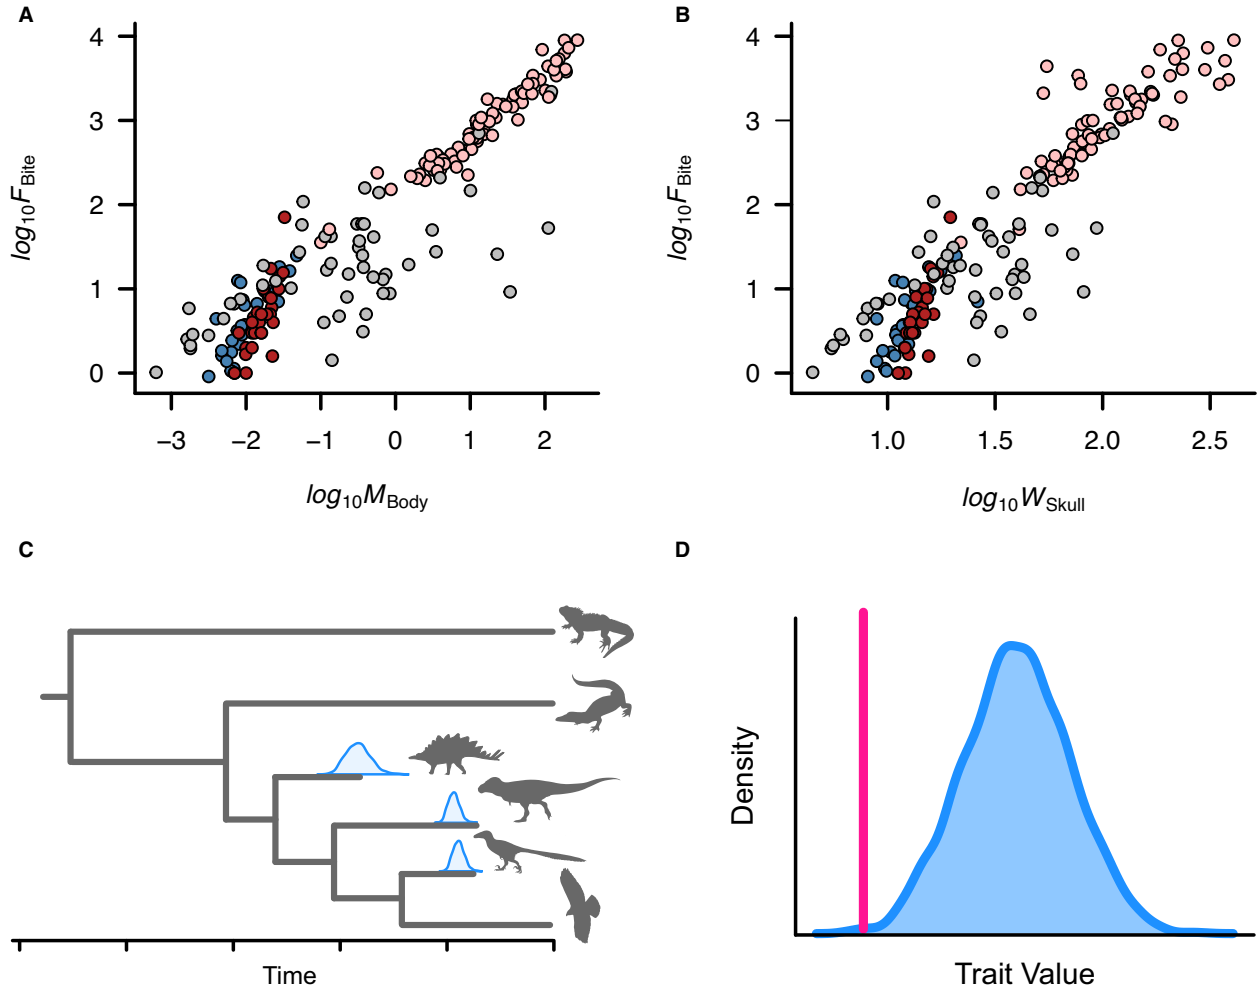 A
4
3
2
1
0
log10FBite
−3 −2 −1 0 1 2
log10MBody
B
4
3
2
1
0
log10FBite
1.0 1.5 2.0 2.5
log10WSkull
C
Time
D
Density
Trait Value